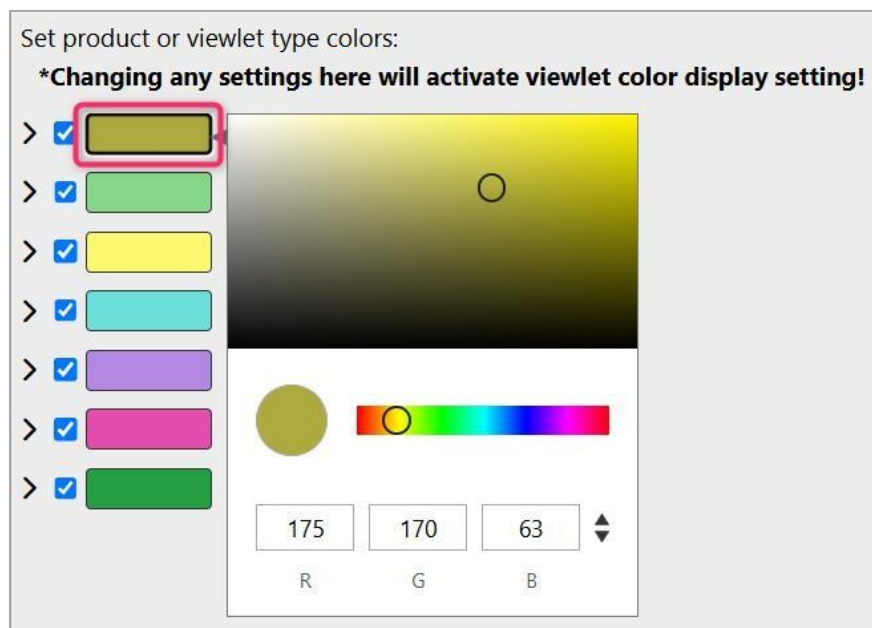 Set product or viewlet type colors:
*Changing any settings here will activate viewlet color display setting!
175 170 63
R G B